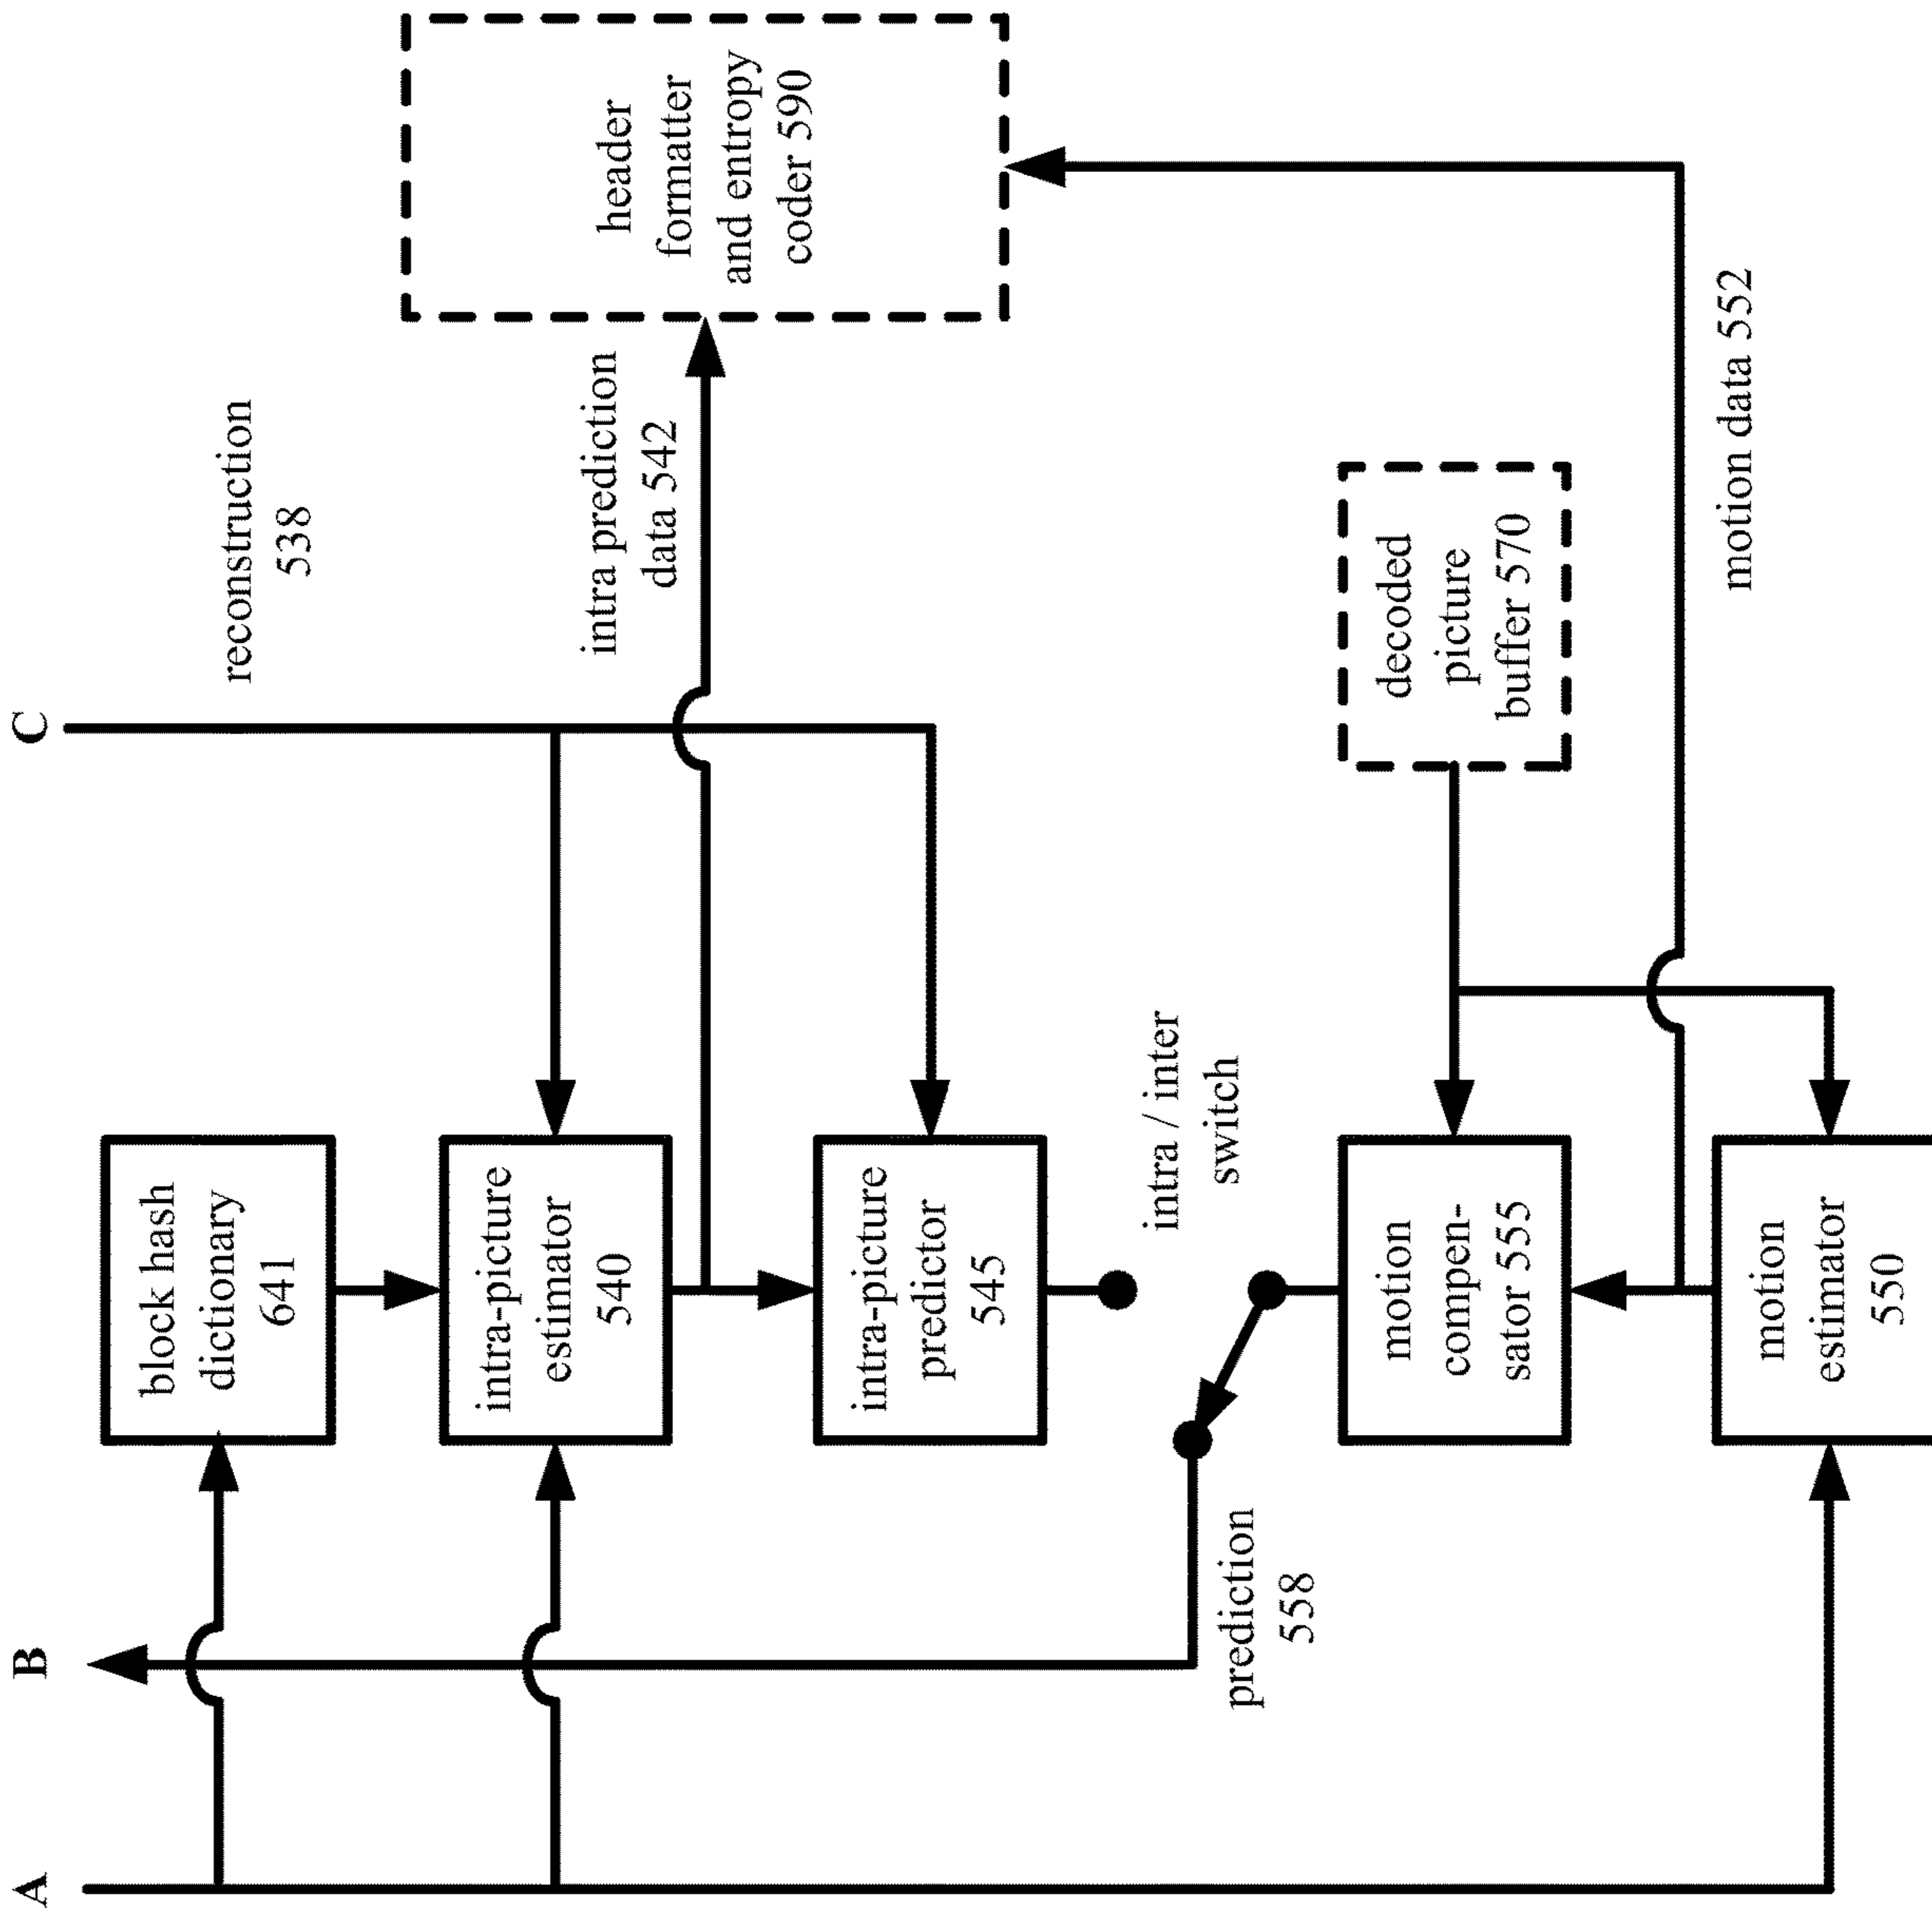 A
B
C
block hash
dictionary
641
reconstruction
538
intra-picture
estimator
540
intra prediction
data 542
header
formatter
and entropy
coder 590
intra-picture
predictor
545
intra / inter
switch
prediction
558
motion
compen-
sator 555
decoded
picture
buffer 570
motion
estimator
550
motion data 552